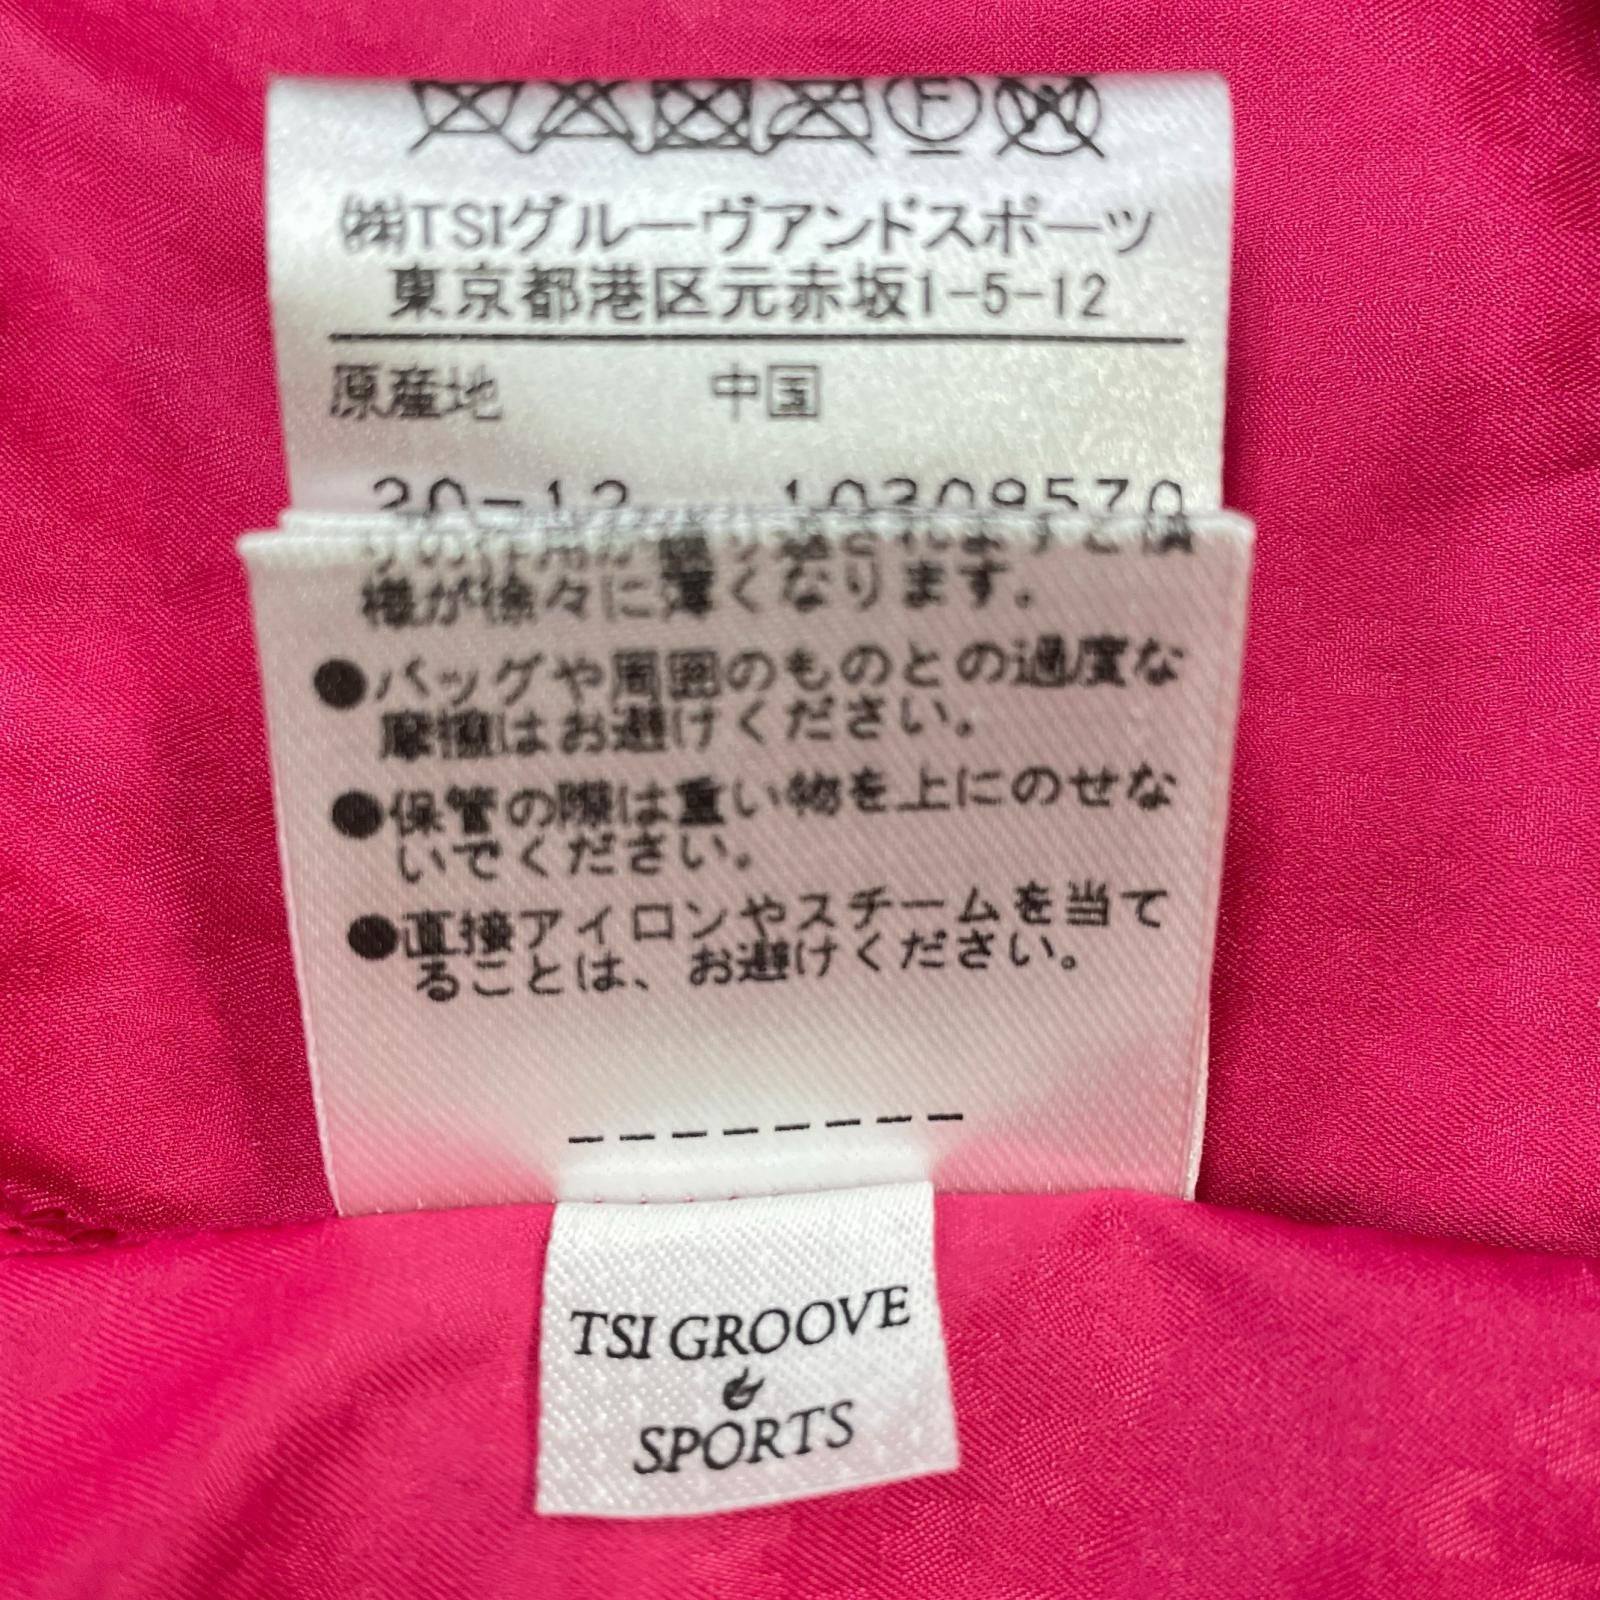 F
W
㈱TSIグルーヴアンドスポーツ
東京都港区元赤坂1-5-12
原産地 中国
20-12 10309570
様が徐々に薄くなります。
●バッグや周囲のものとの過度な
摩擦はお避けください。
●保管の際は重い物を上にのせな
いでください。
●直接アイロンやスチームを当て
ることは、お避けください。
TSI GROOVE
&
SPORTS